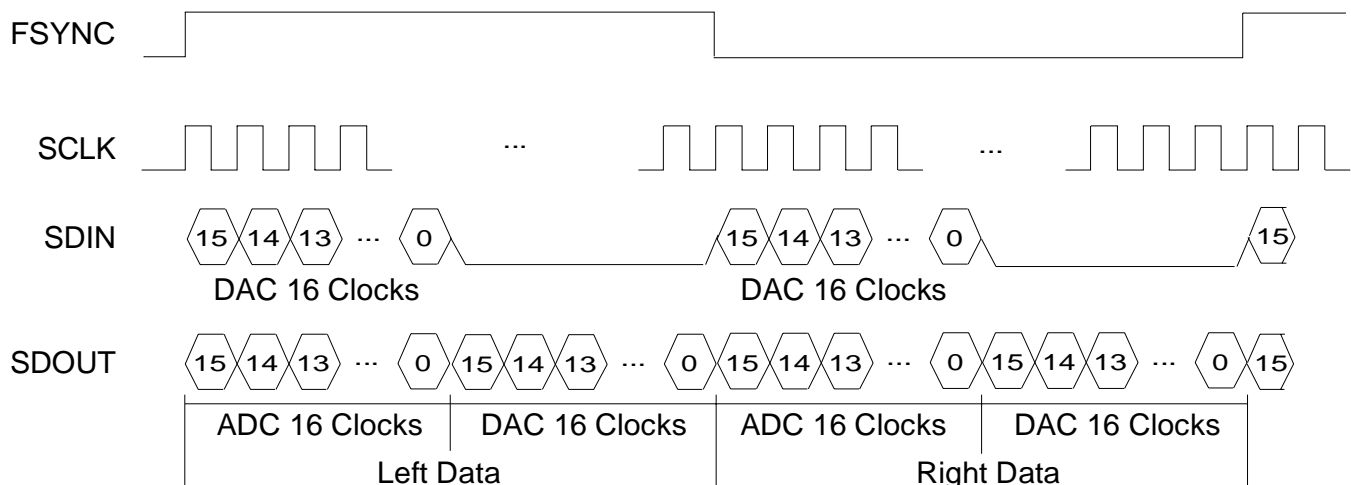 FSYNC
SCLK ... ...
SDIN 15 14 13 ... 0 15 14 13 ... 0 15
DAC 16 Clocks DAC 16 Clocks
SDOUT 15 14 13 ... 0 15 14 13 ... 0 15 14 13 ... 0 15 14 13 ... 0 15
ADC 16 Clocks DAC 16 Clocks ADC 16 Clocks DAC 16 Clocks
Left Data Right Data